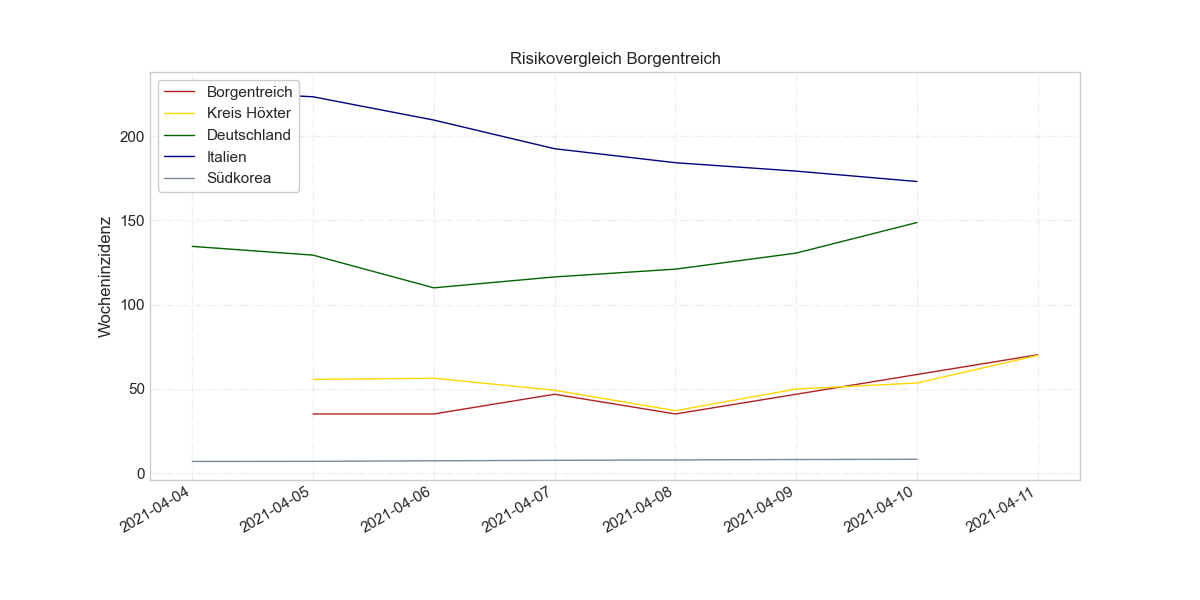 Risikovergleich Borgentreich
Borgentreich
Kreis Höxter
Deutschland
Italien
Südkorea
Wocheninzidenz
200
150
100
50
0
2021-04-04
2021-04-05
2021-04-06
2021-04-07
2021-04-08
2021-04-09
2021-04-10
2021-04-11